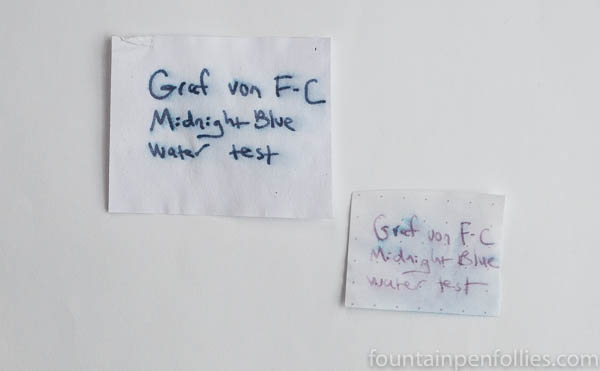 Graf von F-C
Midnight Blue
water test
Graf von F-C
Midnight Blue
water test
fountainpenfollies.com